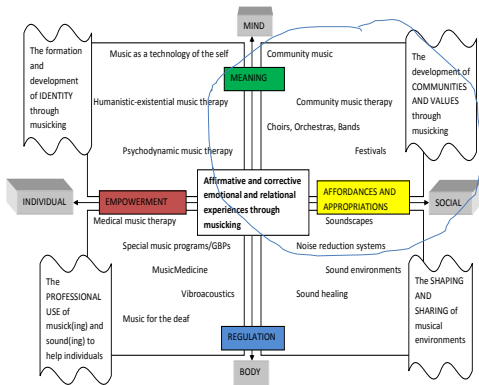 MIND
The formation
and
development
of IDENTITY
through
musicking
Music as a technology of the self
Humanistic-existential music therapy
Psychodynamic music therapy
MEANING
Community music
Community music therapy
Choirs, Orchestras, Bands
Festivals
The
development of
COMMUNITIES
AND VALUES
through
musicking
INDIVIDUAL
EMPOWERMENT
Affirmative and corrective
emotional and relational
experiences through
musicking
AFFORDANCES AND
APPROPRIATIONS
SOCIAL
Medical music therapy
Special music programs/GBPs
MusicMedicine
Vibroacoustics
Music for the deaf
The
PROFESSIONAL
USE of
musick(ing) and
sound(ing) to
help individuals
Soundscapes
Noise reduction systems
Sound environments
Sound healing
The SHAPING
AND
SHARING of
musical
environments
REGULATION
BODY